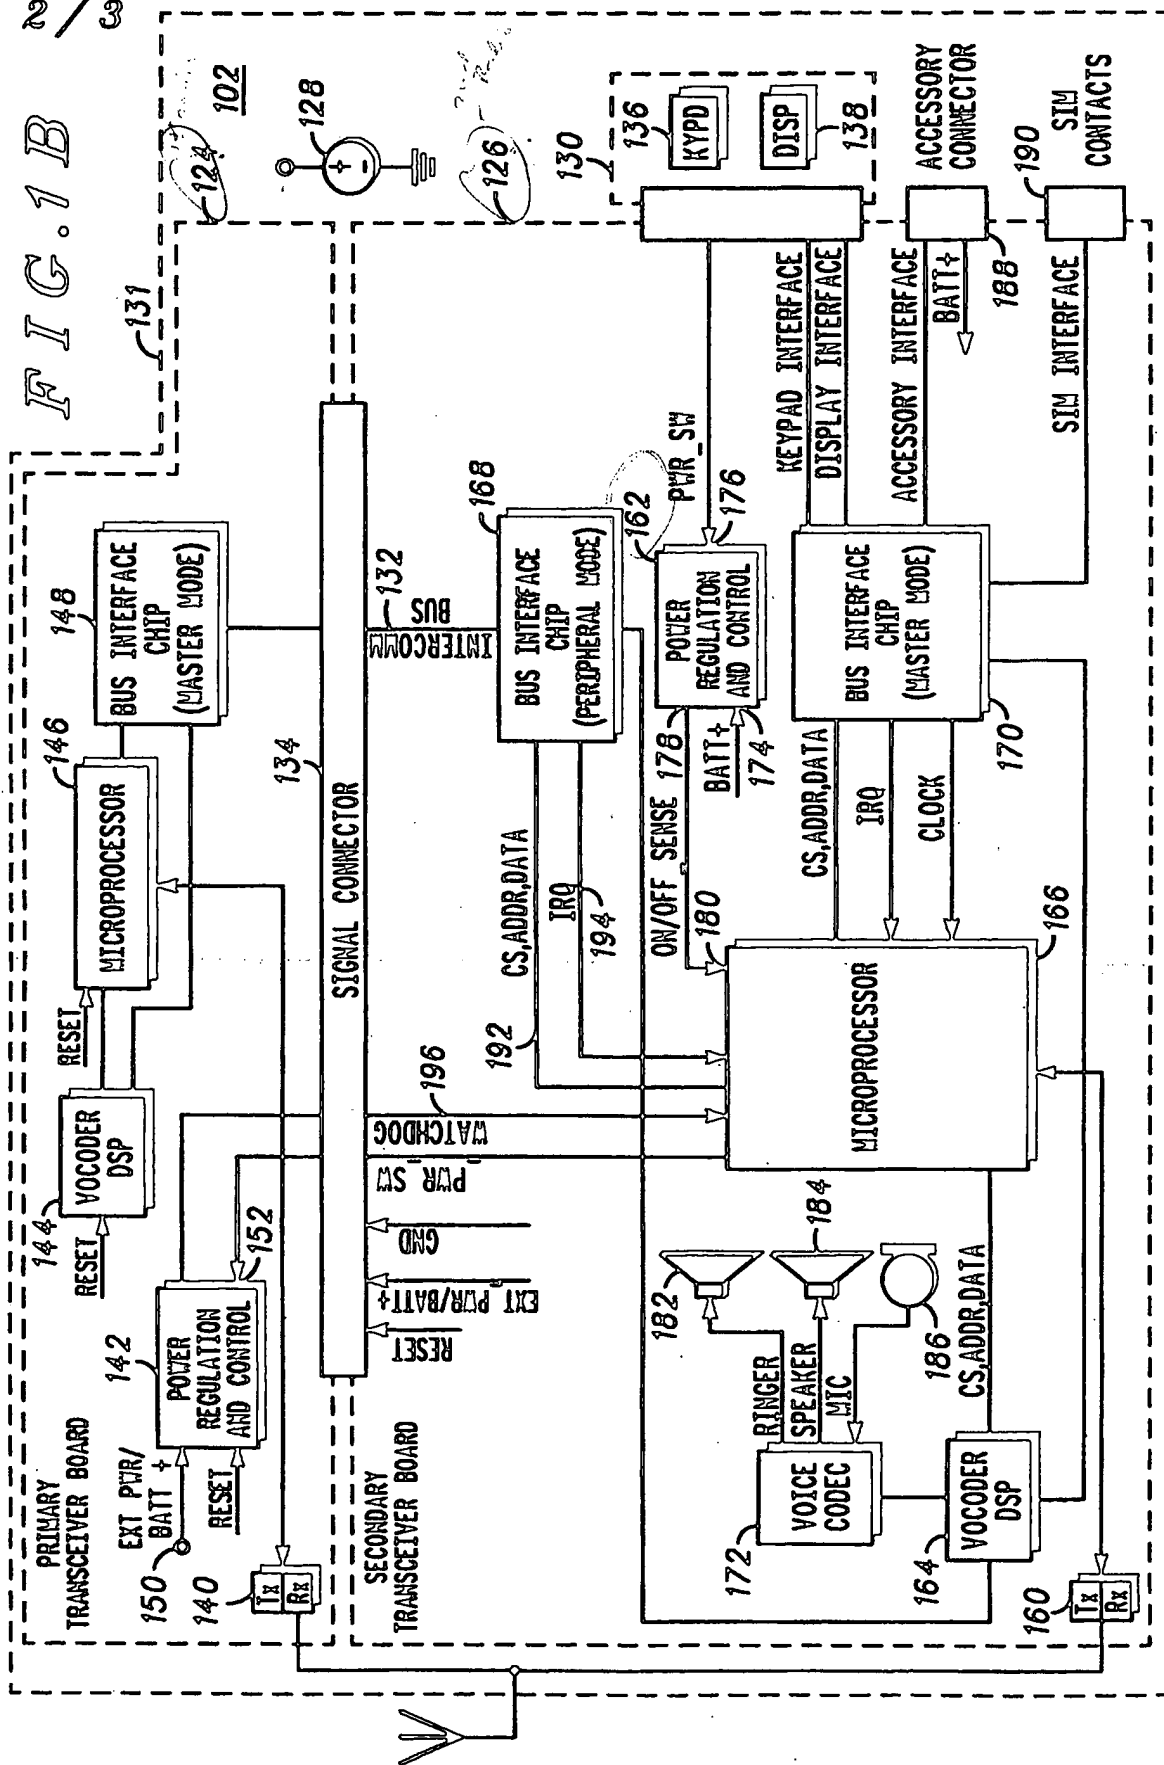 2/3
FIG.1B
131
124
102
128
126
130
136
KYPD
DISP
138
ACCESSORY
CONNECTOR
190
SIM
CONTACTS
188
PRIMARY
TRANSCEIVER BOARD
EXT PWR/
BATT +
150
140
Tx
Rx
142
POWER
REGULATION
AND CONTROL
RESET
152
144
VOCODER
DSP
RESET
146
MICROPROCESSOR
RESET
148
BUS INTERFACE
CHIP
(MASTER MODE)
134
SIGNAL CONNECTOR
SECONDARY
TRANSCEIVER BOARD
RESET
EXT PWR/BATT+
GND
PWR_SW
WATCHDOG
196
INTERCOMM
BUS
132
168
BUS INTERFACE
CHIP
(PERIPHERAL MODE)
CS,ADDR,DATA
192
IRQ
194
162
POWER
REGULATION
AND CONTROL
176
PWR_SW
178
BATT+
174
ON/OFF SENSE
180
KEYPAD INTERFACE
DISPLAY INTERFACE
ACCESSORY INTERFACE
BATT+
SIM INTERFACE
BUS INTERFACE
CHIP
(MASTER MODE)
170
CS,ADDR,DATA
IRQ
CLOCK
MICROPROCESSOR
166
182
184
186
RINGER
SPEAKER
MIC
VOICE
CODEC
172
CS,ADDR,DATA
VOCODER
DSP
164
160
Tx
Rx